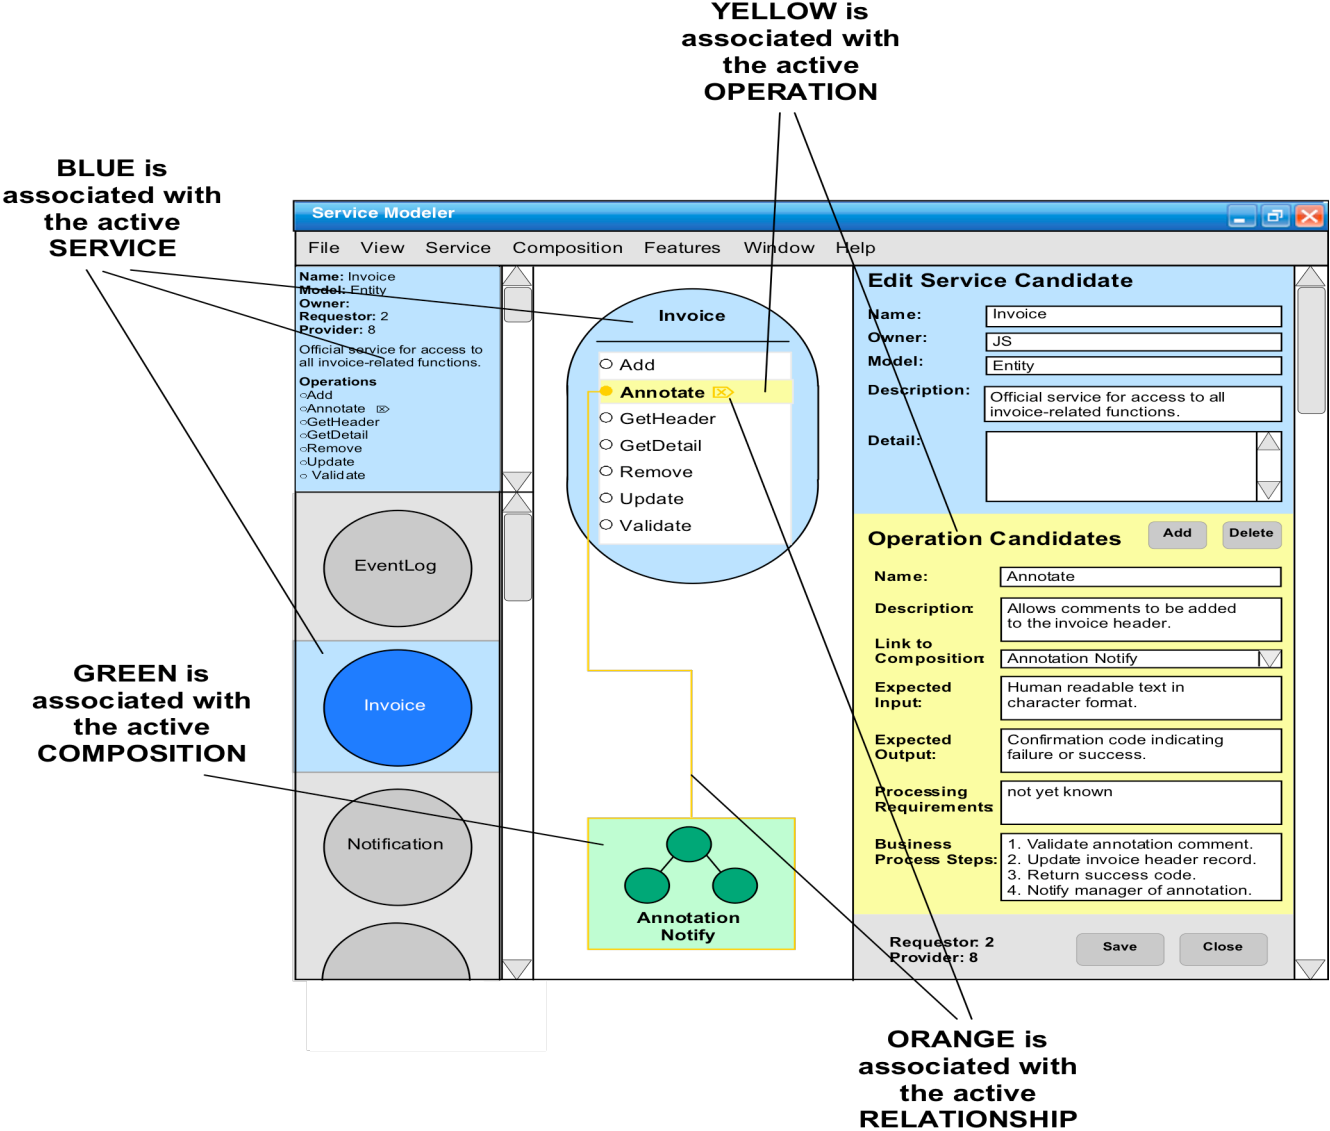 YELLOW is
associated with
the active
OPERATION
BLUE is
associated with
the active
SERVICE
Service Modeler
File View Service Composition Features Window Help
Name: Invoice
Model: Entity
Owner:
Requestor: 2
Provider: 8
Official service for access to
all invoice-related functions.
Operations
Add
Annotate
GetHeader
GetDetail
Remove
Update
Validate
EventLog
Invoice
Notification
Invoice
Add
Annotate
GetHeader
GetDetail
Remove
Update
Validate
Annotation
Notify
Edit Service Candidate
Name: Invoice
Owner: JS
Model: Entity
Description: Official service for access to all
invoice-related functions.
Detail:
Operation Candidates Add Delete
Name: Annotate
Description: Allows comments to be added
to the invoice header.
Link to
Composition: Annotation Notify
Expected
Input:
Human readable text in
character format.
Expected
Output:
Confirmation code indicating
failure or success.
Processing
Requirements:
not yet known
Business
Process Steps:
1. Validate annotation comment.
2. Update invoice header record.
3. Return success code.
4. Notify manager of annotation.
Requestor: 2
Provider: 8
Save Close
GREEN is
associated with
the active
COMPOSITION
ORANGE is
associated with
the active
RELATIONSHIP